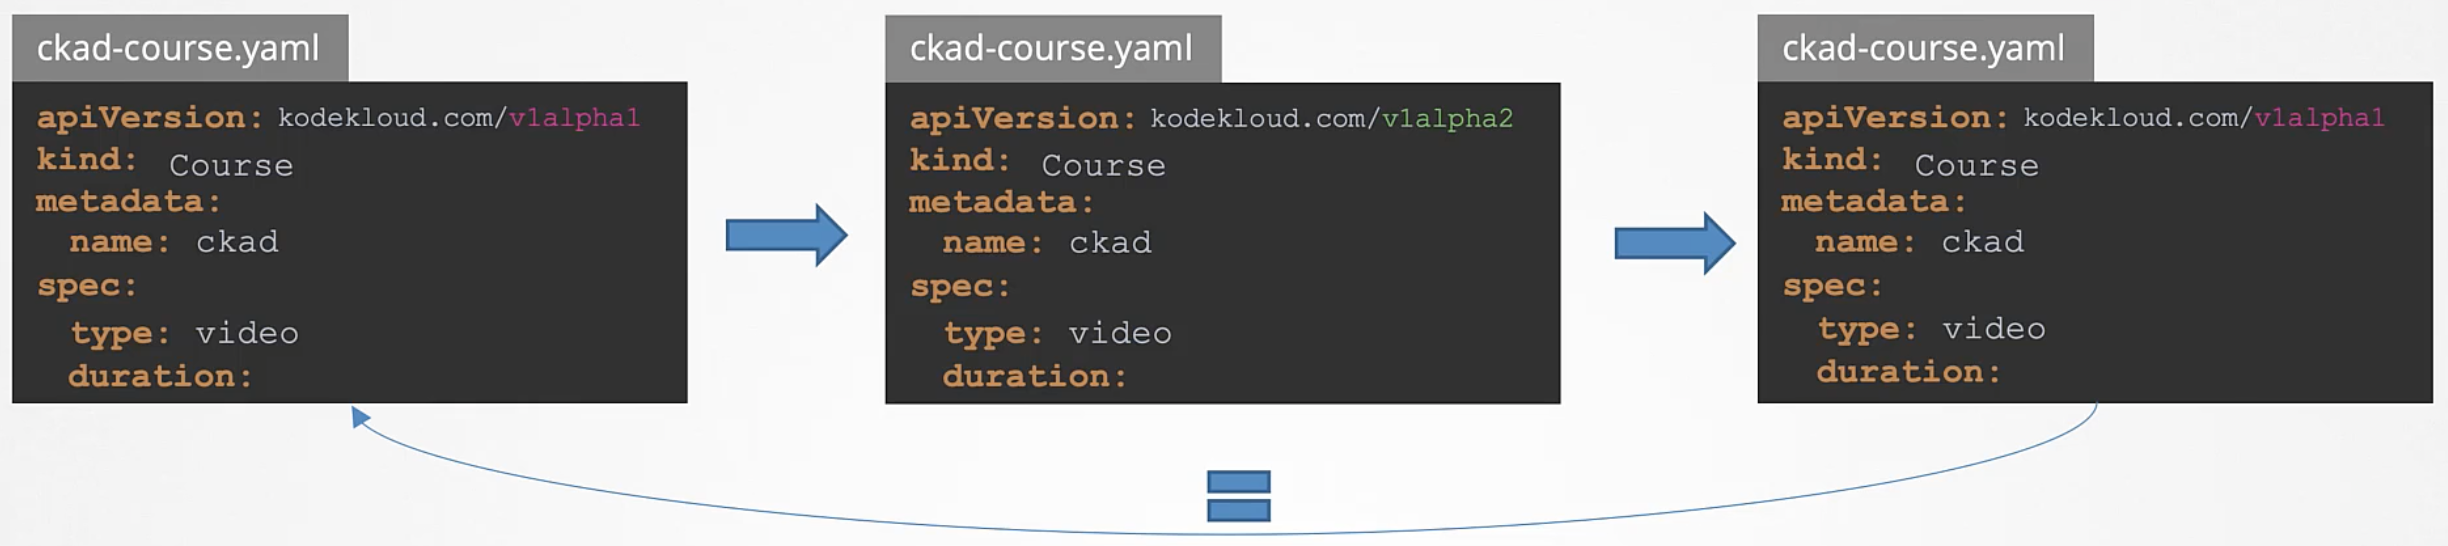 ckad-course.yaml
apiVersion: kodekloud.com/v1alpha1
kind: Course
metadata:
name: ckad
spec:
type: video
duration:
ckad-course.yaml
apiVersion: kodekloud.com/v1alpha2
kind: Course
metadata:
name: ckad
spec:
type: video
duration:
ckad-course.yaml
apiVersion: kodekloud.com/v1alpha1
kind: Course
metadata:
name: ckad
spec:
type: video
duration: